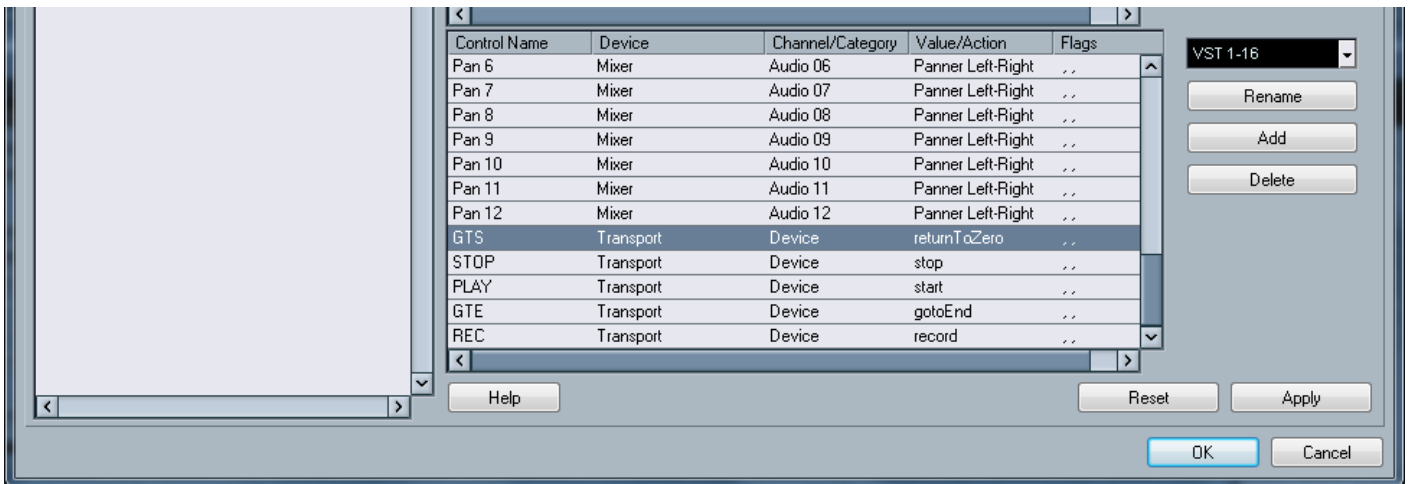 Control Name Device Channel/Category Value/Action Flags
Pan 6 Mixer Audio 06 Panner Left-Right , ,
Pan 7 Mixer Audio 07 Panner Left-Right , ,
Pan 8 Mixer Audio 08 Panner Left-Right , ,
Pan 9 Mixer Audio 09 Panner Left-Right , ,
Pan 10 Mixer Audio 10 Panner Left-Right , ,
Pan 11 Mixer Audio 11 Panner Left-Right , ,
Pan 12 Mixer Audio 12 Panner Left-Right , ,
GTS Transport Device returnToZero , ,
STOP Transport Device stop , ,
PLAY Transport Device start , ,
GTE Transport Device gotoEnd , ,
REC Transport Device record , ,
VST 1-16
Rename
Add
Delete
Help Reset Apply
OK Cancel